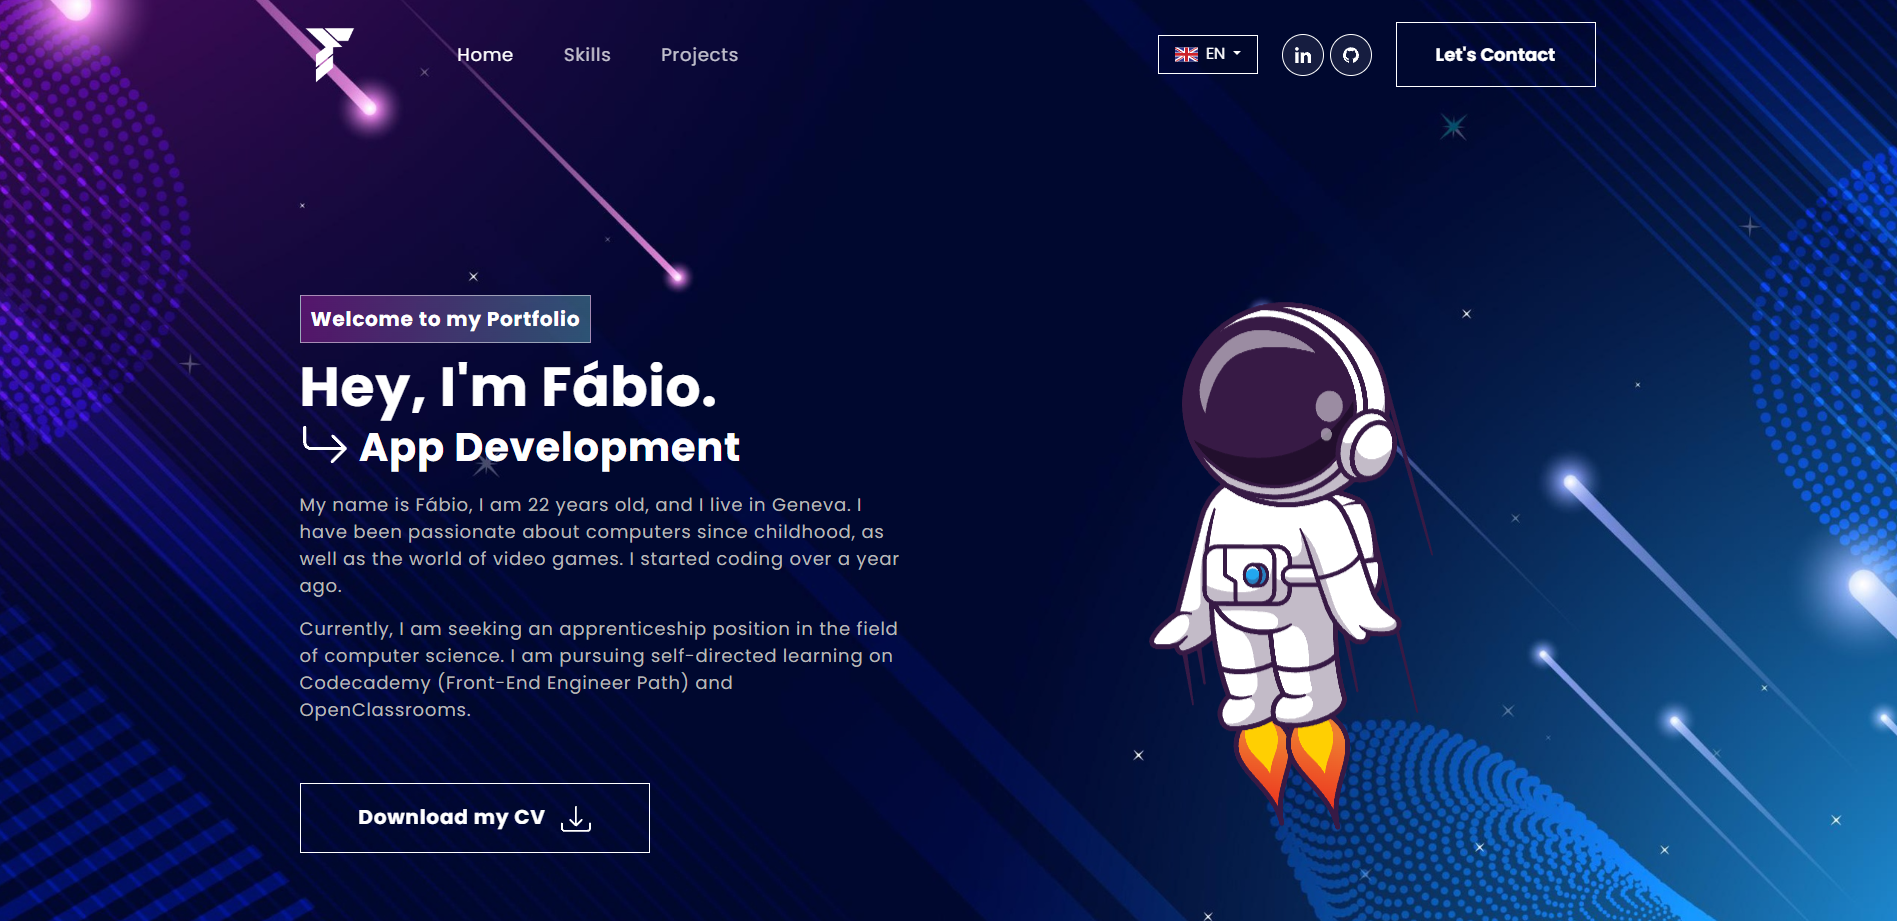 Home
Skills
Projects
EN
in
Let's Contact
Welcome to my Portfolio
Hey, I'm Fábio.
App Development
My name is Fábio, I am 22 years old, and I live in Geneva. I
have been passionate about computers since childhood, as
well as the world of video games. I started coding over a year
ago.
Currently, I am seeking an apprenticeship position in the field
of computer science. I am pursuing self-directed learning on
Codecademy (Front-End Engineer Path) and
OpenClassrooms.
Download my CV